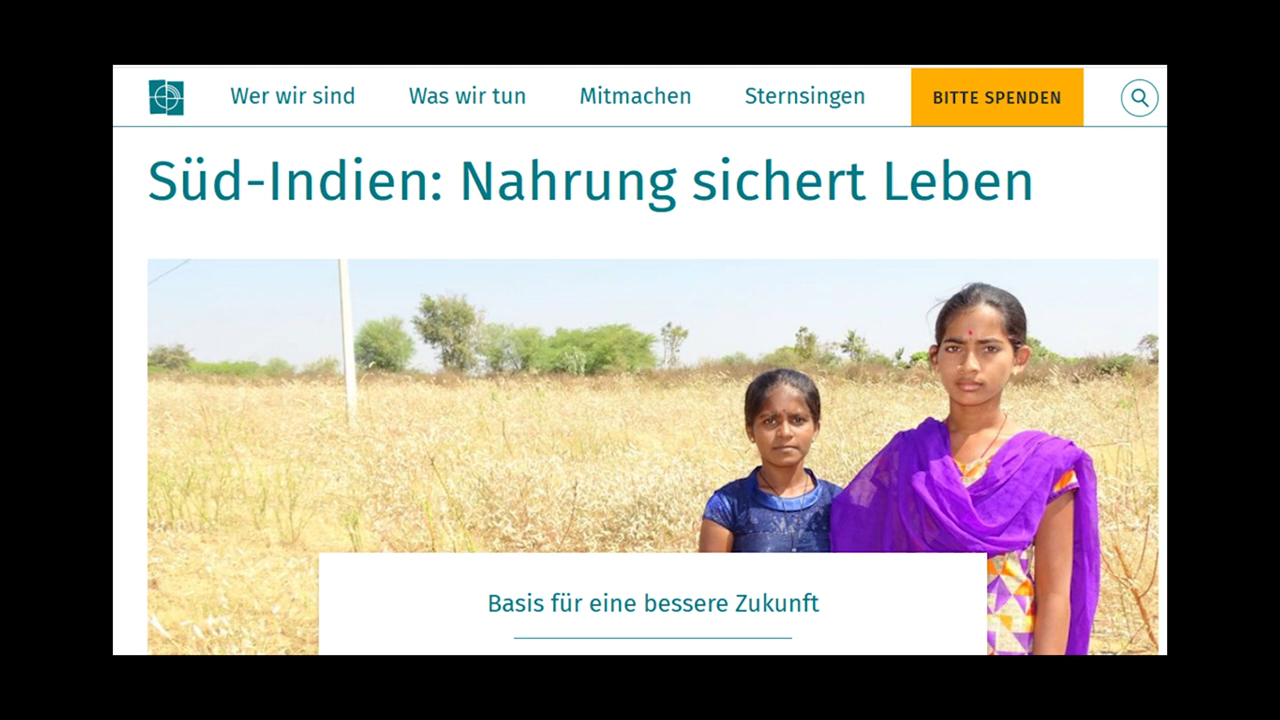 Wer wir sind Was wir tun Mitmachen Sternsingen BITTE SPENDEN
Süd-Indien: Nahrung sichert Leben
Basis für eine bessere Zukunft